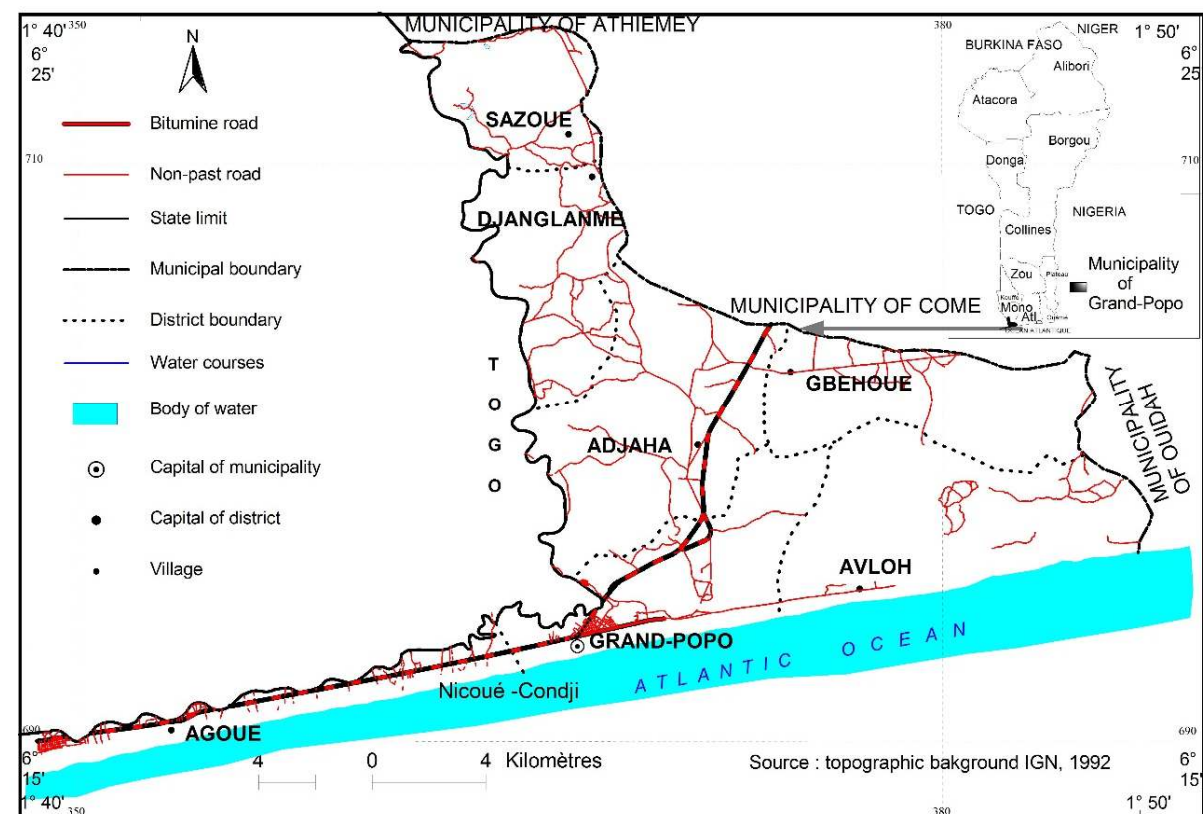 MUNICIPALITY OF ATHIEMEY
1° 40'
350
6°
25'
N
Bitumine road
Non-past road
State limit
Municipal boundary
District boundary
Water courses
Body of water
Capital of municipality
Capital of district
Village
710
690
6°
15'
1° 40'
350
SAZOUE
DJANGLANME
TOGO
ADJAHA
GBEHOUE
AVLOH
GRAND-POPO
Nicoué -Condji
AGOUE
MUNICIPALITY OF COME
MUNICIPALITY
OF OUIDAH
ATLANTIC OCEAN
4 0 4 Kilomètres
Source : topographic bakground IGN, 1992
380
1° 50'
6°
25
710
NIGER
BURKINA FASO
Alibori
Atacora
Borgou
Donga
TOGO
NIGERIA
Collines
Zou
Plateau
Mono
Atl
Municipality
of
Grand-Popo
690
6°
15'
380
1° 50'